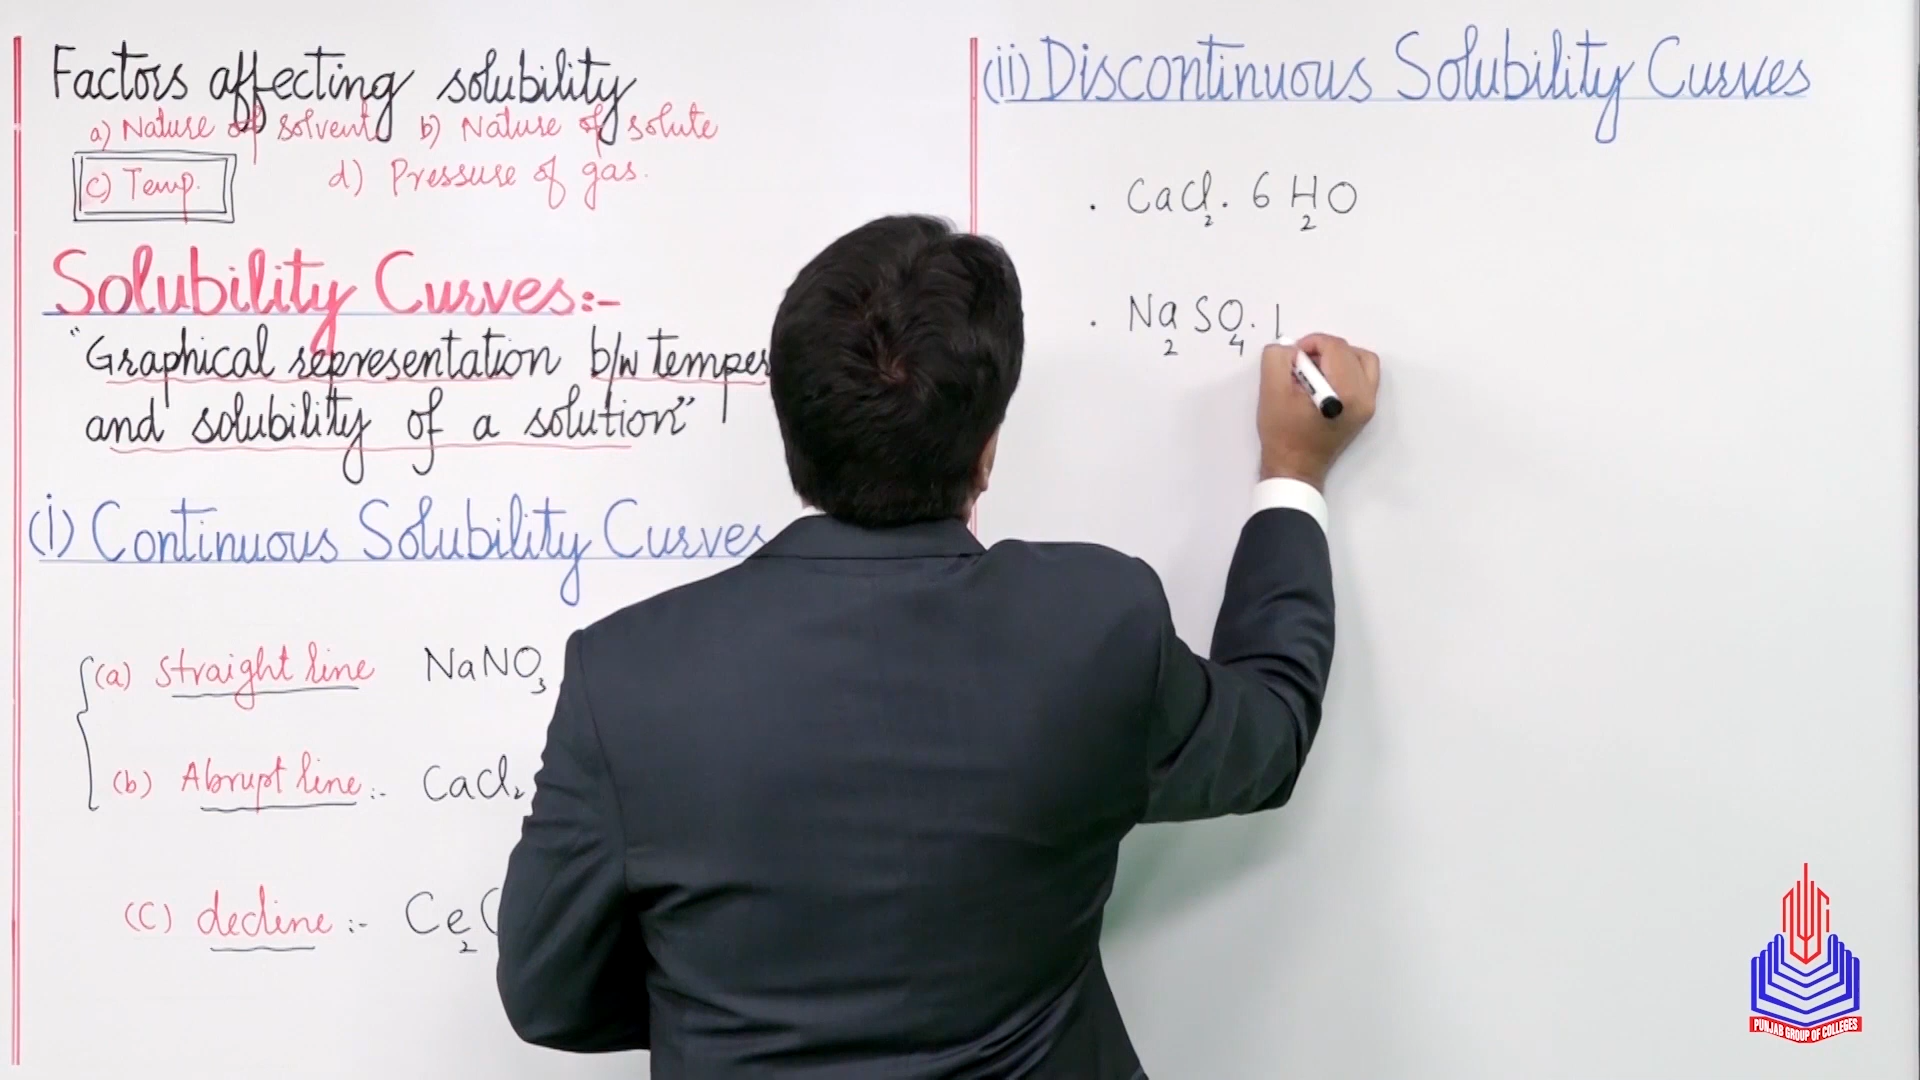 Factors affecting solubility
a) Nature of solvent b) Nature of solute
c) Temp. d) Pressure of gas.
Solubility Curves:-
"Graphical representation b/w temper
and solubility of a solution"
(i) Continuous Solubility Curves
(a) Straight line NaNO₃
(b) Abrupt line :- CaCl₂
(C) decline :- Ce₂
(ii) Discontinuous Solubility Curves
. CaCl₂ . 6 H₂O
. Na₂SO₄ . 1
PUNJAB GROUP OF COLLEGES